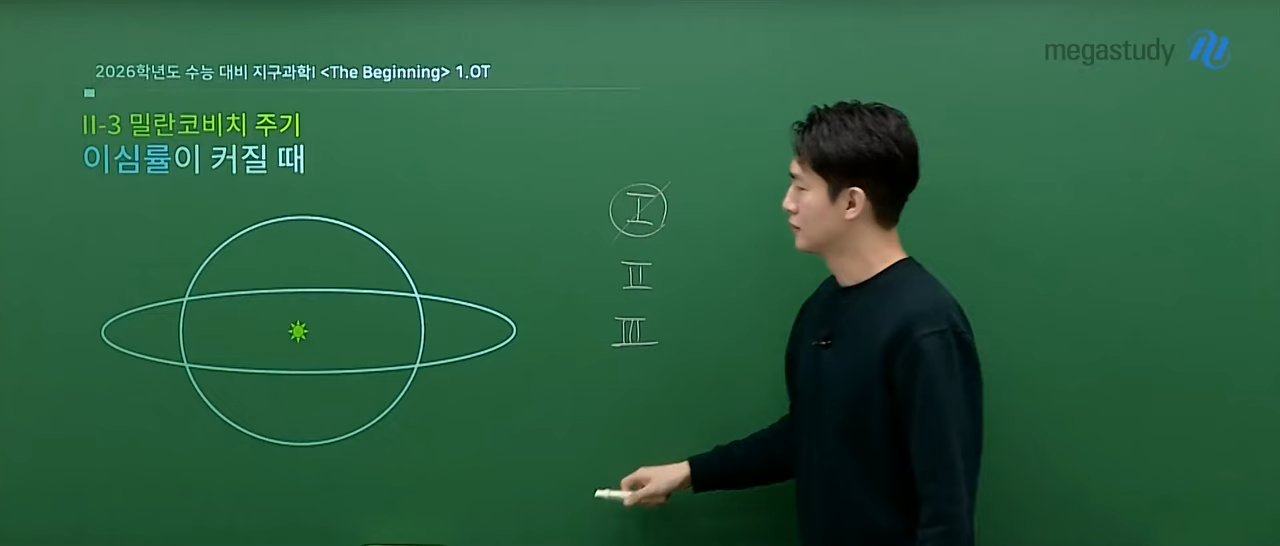 2026학년도 수능 대비 지구과학I <The Beginning> 1.OT
megastudy
II-3 밀란코비치 주기
이심률이 커질 때
I
II
III